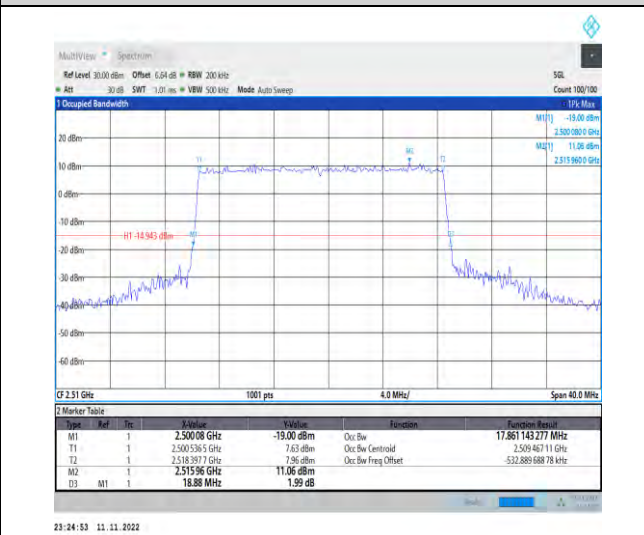 MultiView Spectrum
Ref Level 30.00 dBm Offset 6.64 dB RBW 200 kHz SGL
Att 30 dB SWT 1.01 ms VBW 500 kHz Mode Auto Sweep Count 100/100
1 Occupied Bandwidth 1Pk Max
M1[1] -19.00 dBm
2.500 080 0 GHz
M2[1] 11.06 dBm
2.515 960 0 GHz
20 dBm
M2
T1 T2
10 dBm
0 dBm
-10 dBm
H1 -14.943 dBm M1 D3
-20 dBm
-30 dBm
-40 dBm
-50 dBm
-60 dBm
CF 2.51 GHz 1001 pts 4.0 MHz/ Span 40.0 MHz
2 Marker Table
Type Ref Trc X-Value Y-Value Function Function Result
M1 1 2.500 08 GHz -19.00 dBm Occ Bw 17.861 143 277 MHz
T1 1 2.500 536 5 GHz 7.63 dBm Occ Bw Centroid 2.509 467 11 GHz
T2 1 2.518 397 7 GHz 7.96 dBm Occ Bw Freq Offset -532.889 688 78 kHz
M2 1 2.515 96 GHz 11.06 dBm
D3 M1 1 18.88 MHz 1.99 dB
23:24:53 11.11.2022